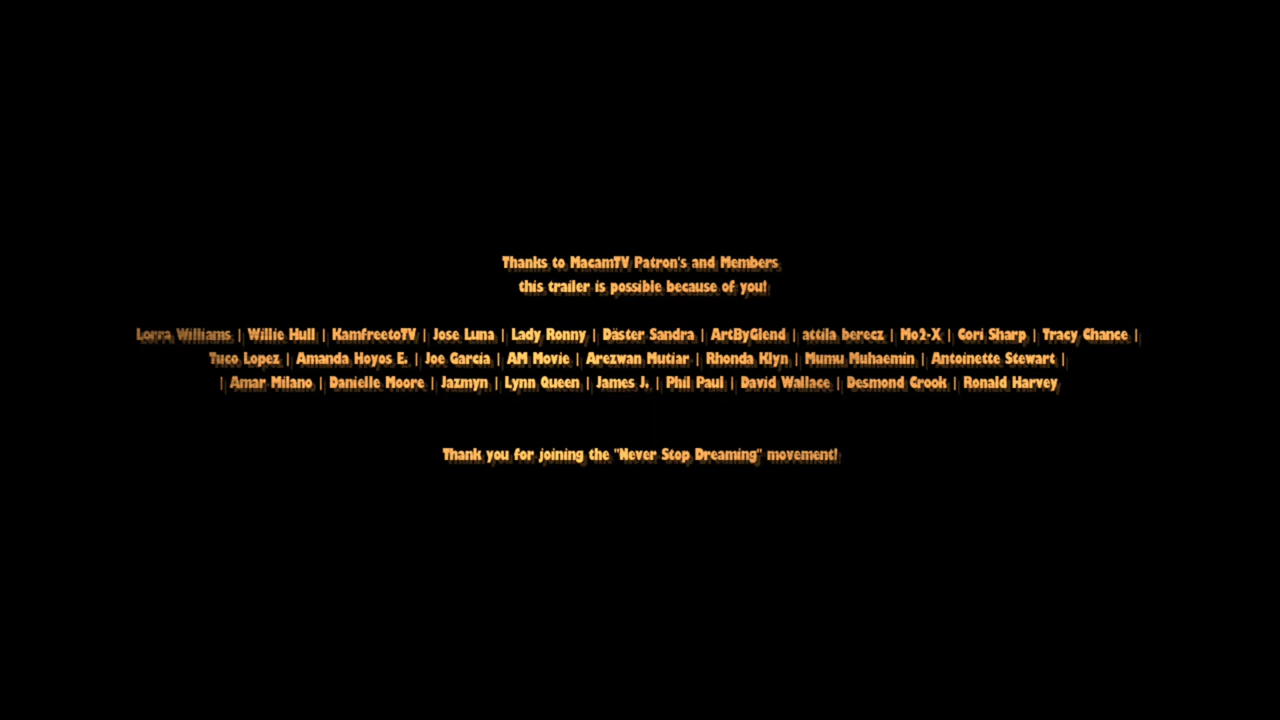 Thanks to MacamTV Patron's and Members
this trailer is possible because of you!
Lorra Williams | Willie Hull | KamfreetoTV | Jose Luna | Lady Ronny | Däster Sandra | ArtByGlend | attila berecz | Mo2-X | Cori Sharp | Tracy Chance |
Tuco Lopez | Amanda Hoyos E. | Joe Garcia | AM Movie | Arezwan Mutiar | Rhonda Klyn | Mumu Muhaemin | Antoinette Stewart |
| Amar Milano | Danielle Moore | Jazmyn | Lynn Queen | James J. | Phil Paul | David Wallace | Desmond Crook | Ronald Harvey
Thank you for joining the "Never Stop Dreaming" movement!